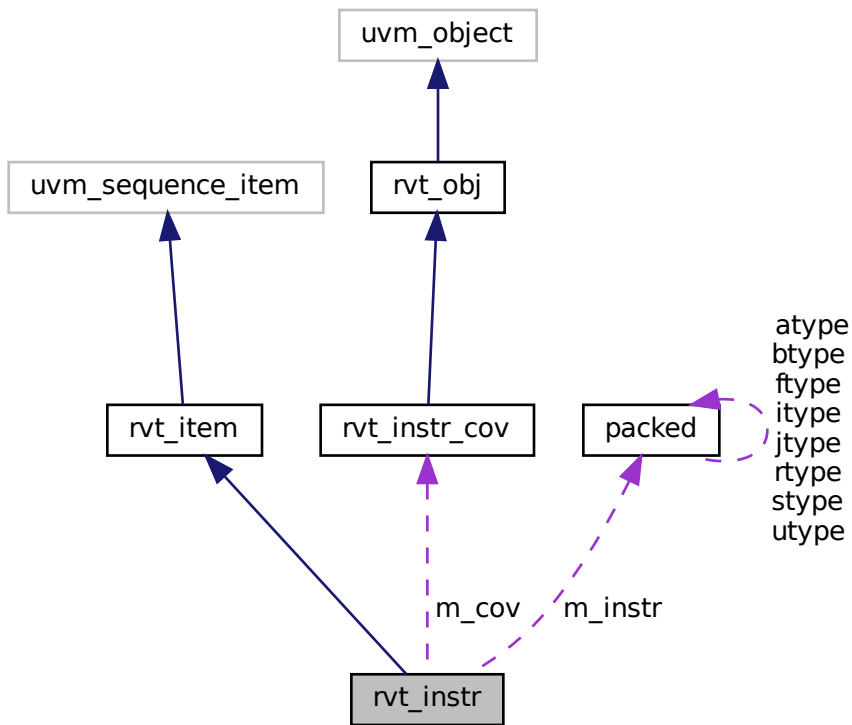 uvm_object
uvm_sequence_item
rvt_obj
atype
btype
ftype
itype
jtype
rtype
stype
utype
rvt_item
rvt_instr_cov
packed
m_cov
m_instr
rvt_instr